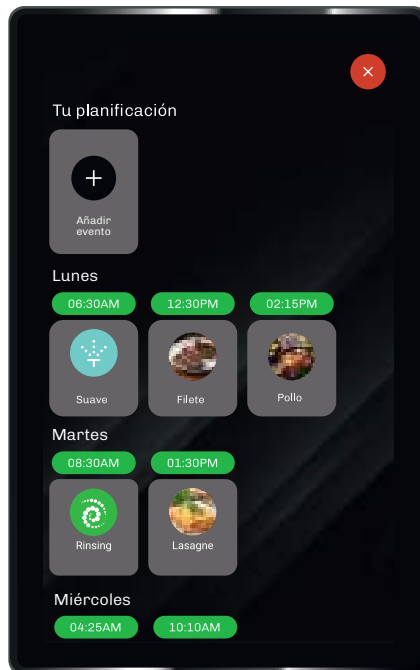 Tu planificación
Añadir
evento
Lunes
06:30AM 12:30PM 02:15PM
Suave Filete Pollo
Martes
08:30AM 01:30PM
Rinsing Lasagne
Miércoles
04:25AM 10:10AM